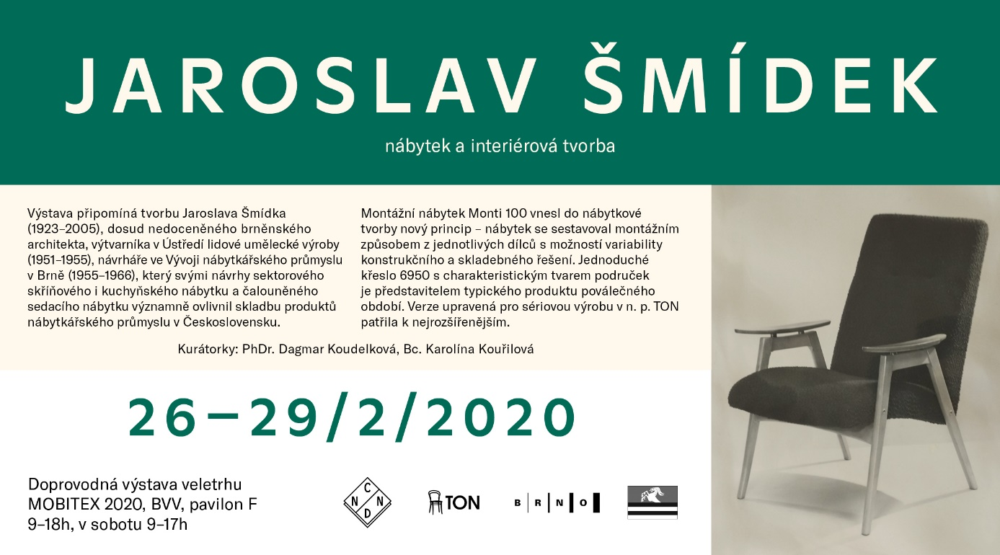 JAROSLAV ŠMÍDEK
nábytek a interiérová tvorba
Výstava připomíná tvorbu Jaroslava Šmídka
(1923–2005), dosud nedoceněného brněnského
architekta, výtvarníka v Ústředí lidové umělecké výroby
(1951–1955), návrháře ve Vývoji nábytkářského průmyslu
v Brně (1955–1966), který svými návrhy sektorového
skříňového i kuchyňského nábytku a čalouněného
sedacího nábytku významně ovlivnil skladbu produktů
nábytkářského průmyslu v Československu.
Montážní nábytek Monti 100 vnesl do nábytkové
tvorby nový princip – nábytek se sestavoval montážním
způsobem z jednotlivých dílců s možností variability
konstrukčního a skladebného řešení. Jednoduché
křeslo 6950 s charakteristickým tvarem područek
je představitelem typického produktu poválečného
období. Verze upravená pro sériovou výrobu v n. p. TON
patřila k nejrozšířenějším.
Kurátorky: PhDr. Dagmar Koudelková, Bc. Karolína Kouřilová
26–29/2/2020
Doprovodná výstava veletrhu
MOBITEX 2020, BVV, pavilon F
9–18h, v sobotu 9–17h
C
N N
D
TON
B R N O